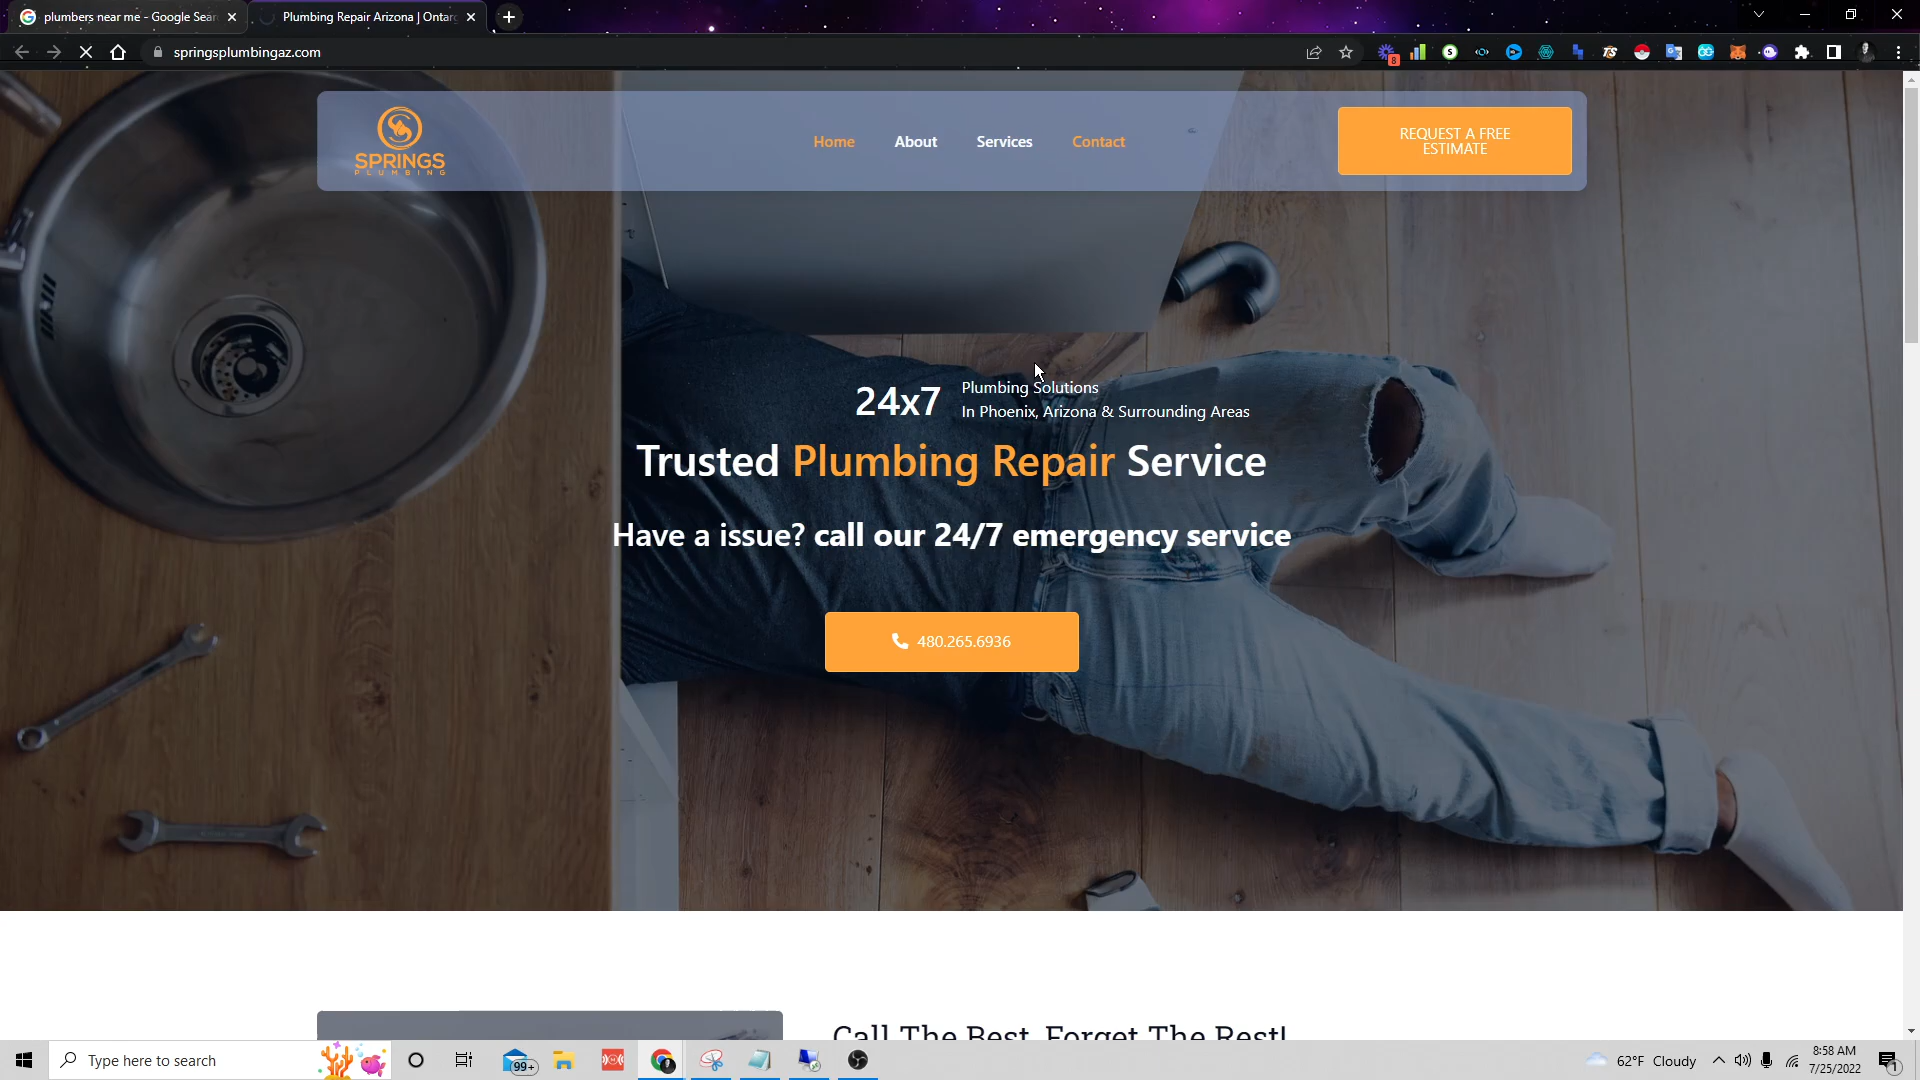 plumbers near me - Google Sear
Plumbing Repair Arizona | Ontarg
springsplumbingaz.com
8
SPRINGS
PLUMBING
Home
About
Services
Contact
REQUEST A FREE
ESTIMATE
24x7
Plumbing Solutions
In Phoenix, Arizona & Surrounding Areas
Trusted Plumbing Repair Service
Have a issue? call our 24/7 emergency service
480.265.6936
Call The Best, Forget The Rest!
Type here to search
99+
62°F Cloudy
8:58 AM
7/25/2022
1